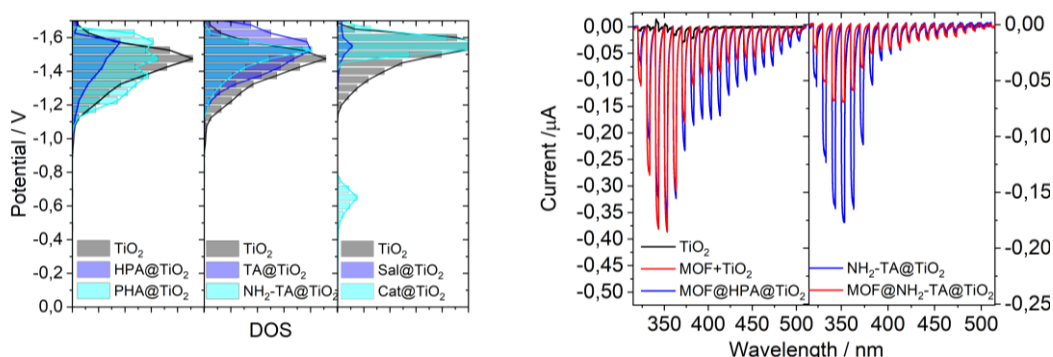 Potential / V
-1.6
-1.4
-1.2
-1.0
-0.8
-0.6
-0.4
-0.2
0.0
TiO₂
HPA@TiO₂
PHA@TiO₂
TiO₂
TA@TiO₂
NH₂-TA@TiO₂
TiO₂
Sal@TiO₂
Cat@TiO₂
DOS
Current /µA
0,00
-0,05
-0,10
-0,15
-0,20
-0,25
-0,30
-0,35
-0,40
-0,45
-0,50
TiO₂
MOF+TiO₂
MOF@HPA@TiO₂
NH₂-TA@TiO₂
MOF@NH₂-TA@TiO₂
0,00
-0,05
-0,10
-0,15
-0,20
-0,25
350 400 450 500 350 400 450 500
Wavelength / nm